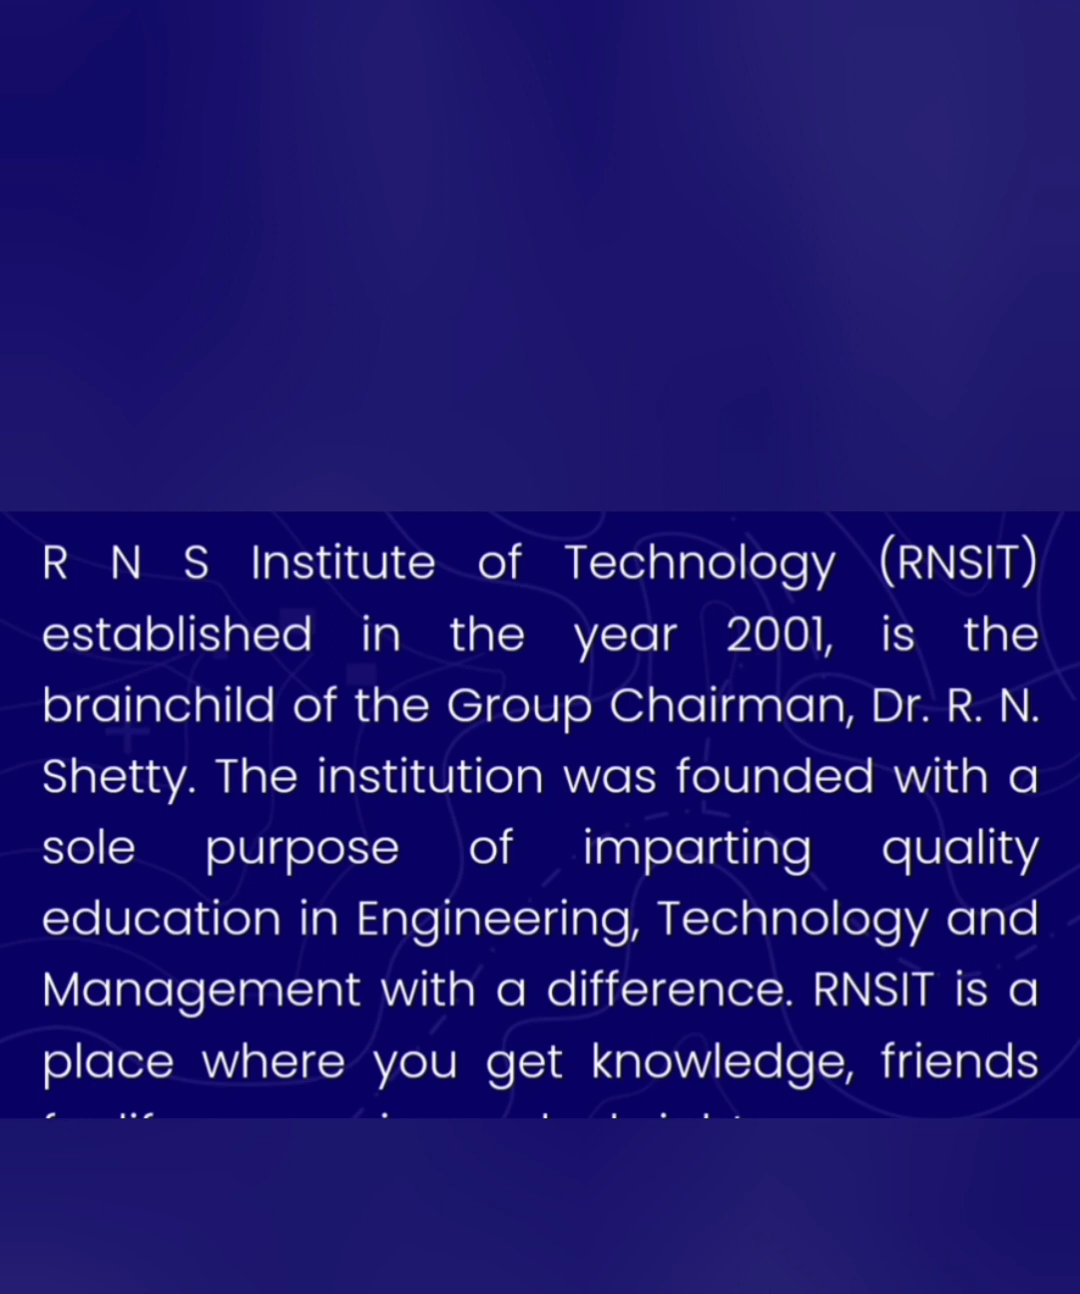 R N S Institute of Technology (RNSIT)
established in the year 2001, is the
brainchild of the Group Chairman, Dr. R. N.
Shetty. The institution was founded with a
sole purpose of imparting quality
education in Engineering, Technology and
Management with a difference. RNSIT is a
place where you get knowledge, friends